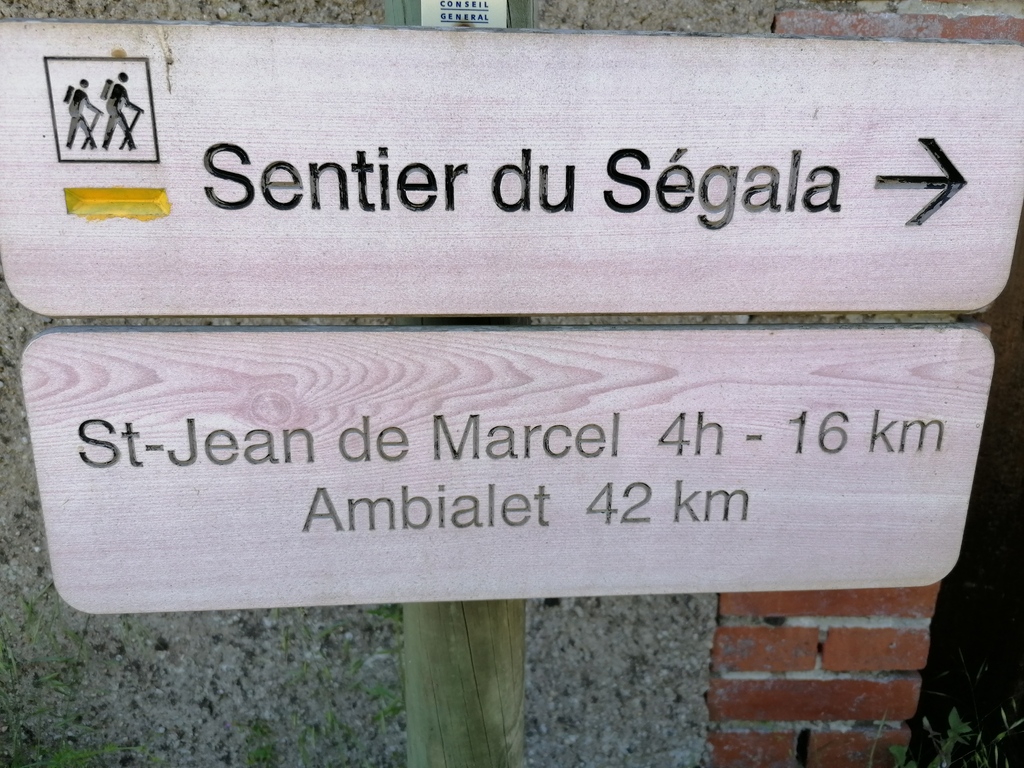 CONSEIL
GENERAL
Sentier du Ségala
St-Jean de Marcel 4h - 16 km
Ambialet 42 km